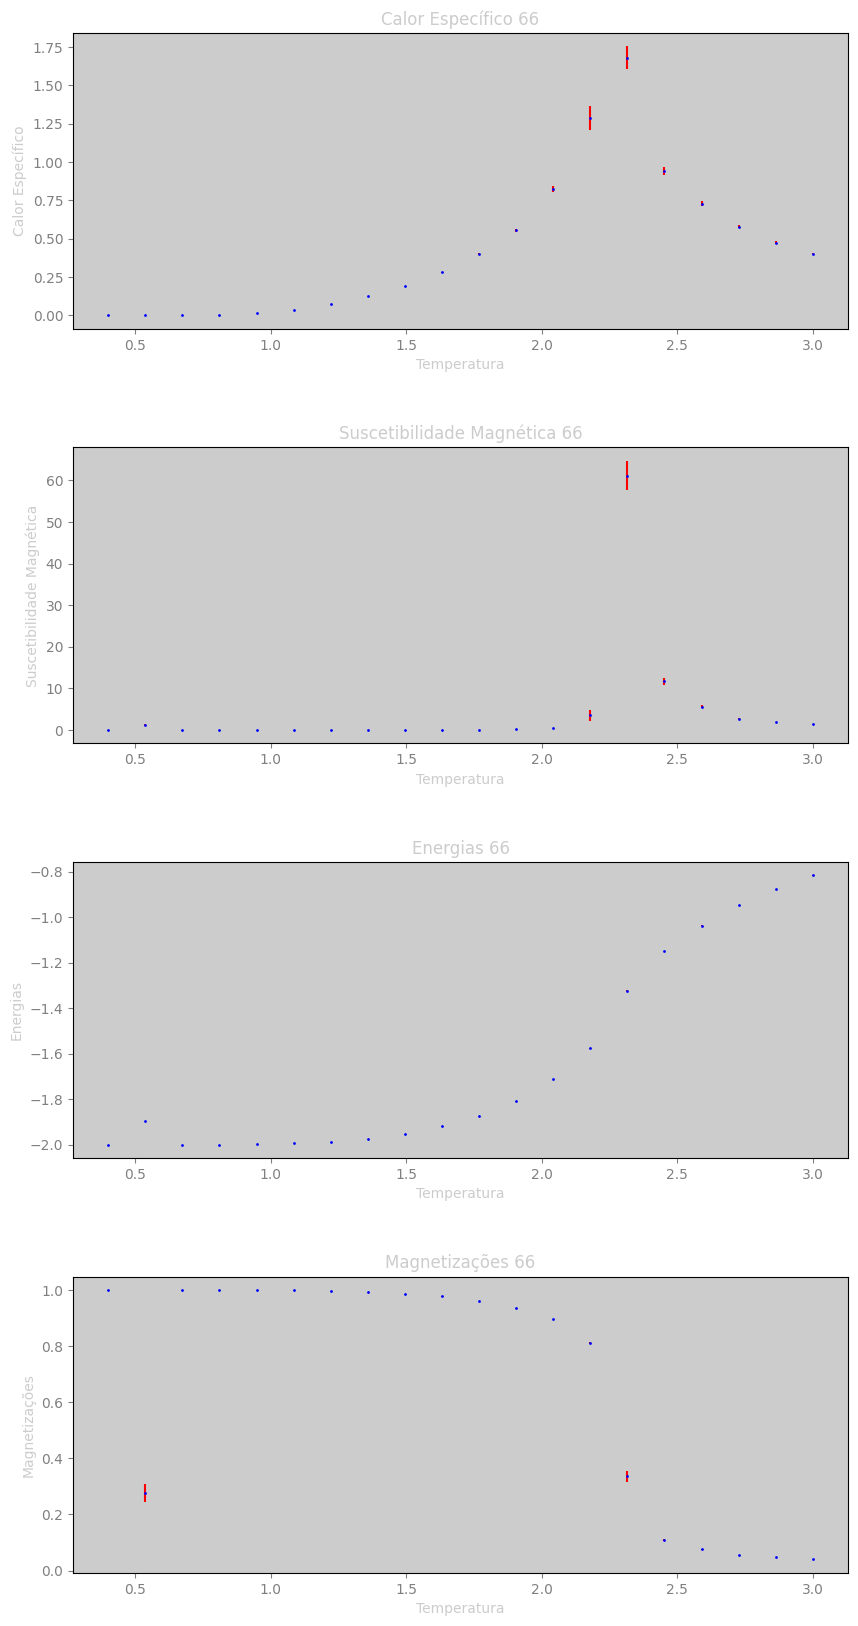 Calor Específico 66
Calor Específico
1.75
1.50
1.25
1.00
0.75
0.50
0.25
0.00
0.5 1.0 1.5 2.0 2.5 3.0
Temperatura
Suscetibilidade Magnética 66
Suscetibilidade Magnética
60
50
40
30
20
10
0
0.5 1.0 1.5 2.0 2.5 3.0
Temperatura
Energias 66
Energias
−0.8
−1.0
−1.2
−1.4
−1.6
−1.8
−2.0
0.5 1.0 1.5 2.0 2.5 3.0
Temperatura
Magnetizações 66
Magnetizações
1.0
0.8
0.6
0.4
0.2
0.0
0.5 1.0 1.5 2.0 2.5 3.0
Temperatura